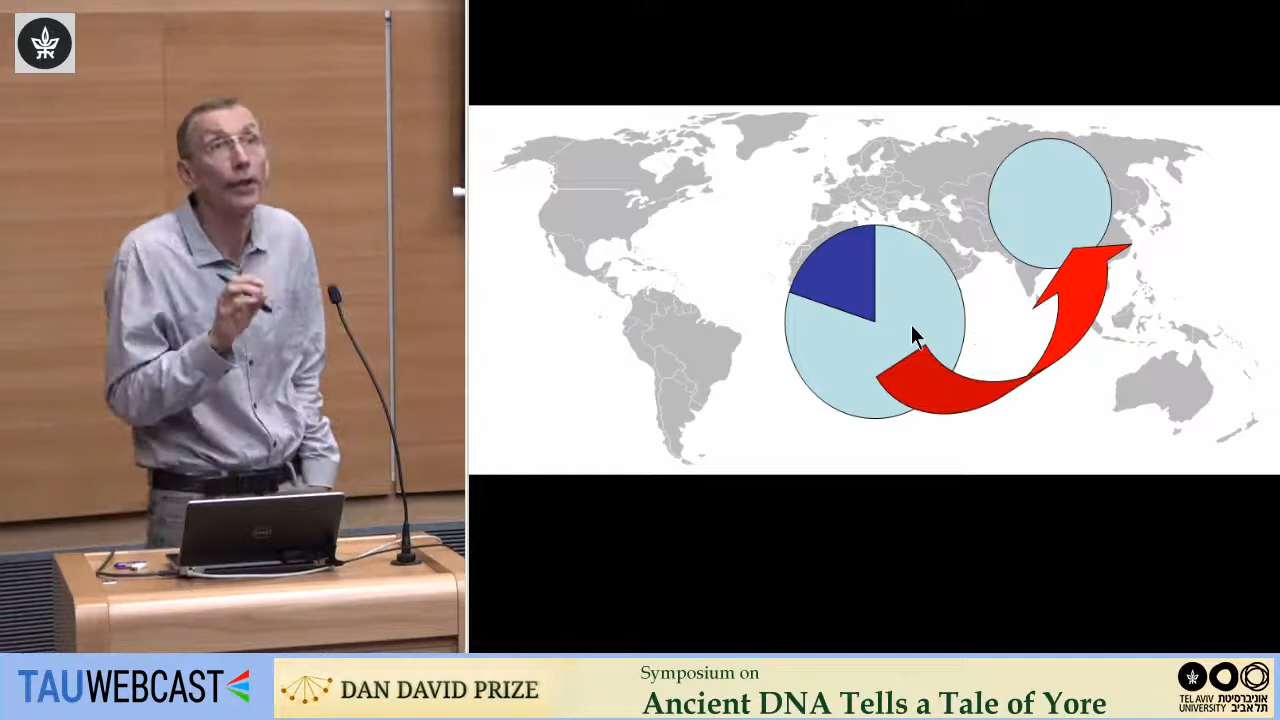 TAUWEBCAST
DAN DAVID PRIZE
Symposium on
Ancient DNA Tells a Tale of Yore
TEL AVIV אוניברסיטת
UNIVERSITY תל אביב